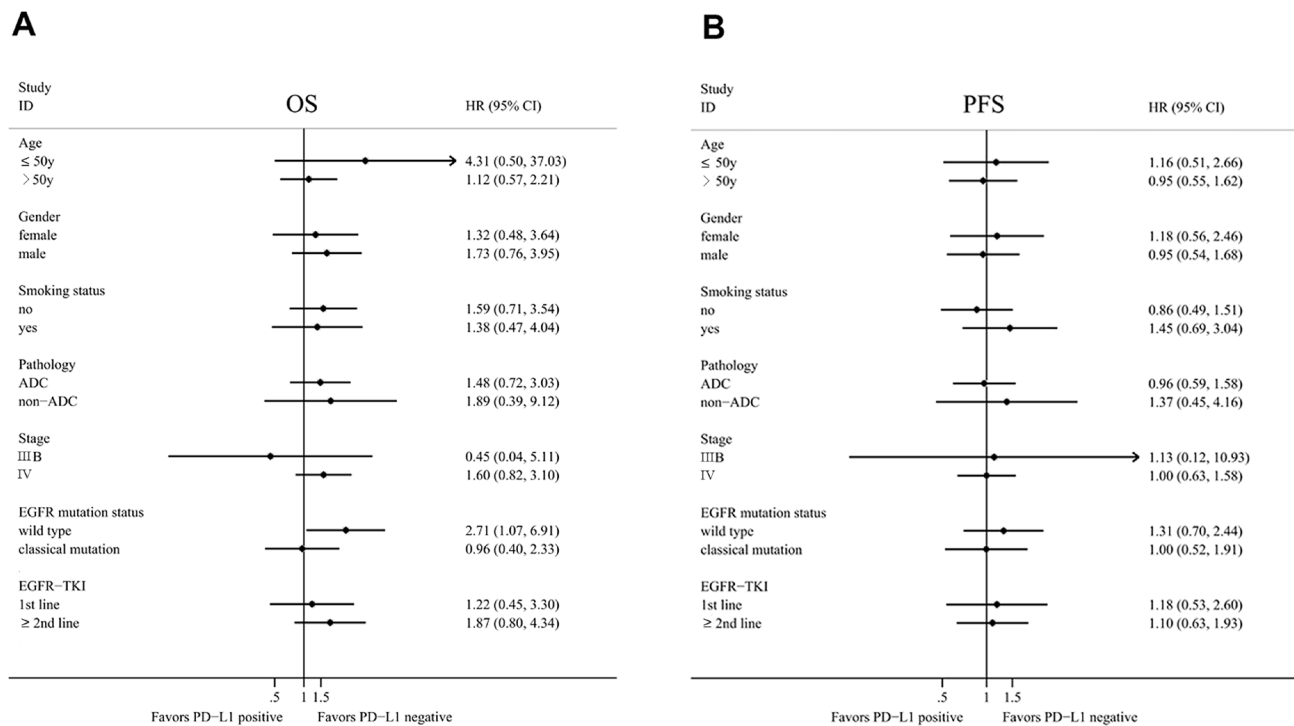 A
Study
ID OS HR (95% CI)
Age
≤ 50y 4.31 (0.50, 37.03)
＞50y 1.12 (0.57, 2.21)
Gender
female 1.32 (0.48, 3.64)
male 1.73 (0.76, 3.95)
Smoking status
no 1.59 (0.71, 3.54)
yes 1.38 (0.47, 4.04)
Pathology
ADC 1.48 (0.72, 3.03)
non−ADC 1.89 (0.39, 9.12)
Stage
ⅢB 0.45 (0.04, 5.11)
Ⅳ 1.60 (0.82, 3.10)
EGFR mutation status
wild type 2.71 (1.07, 6.91)
classical mutation 0.96 (0.40, 2.33)
EGFR−TKI
1st line 1.22 (0.45, 3.30)
≥ 2nd line 1.87 (0.80, 4.34)
.5 1 1.5
Favors PD−L1 positive Favors PD−L1 negative
B
Study
ID PFS HR (95% CI)
Age
≤ 50y 1.16 (0.51, 2.66)
＞50y 0.95 (0.55, 1.62)
Gender
female 1.18 (0.56, 2.46)
male 0.95 (0.54, 1.68)
Smoking status
no 0.86 (0.49, 1.51)
yes 1.45 (0.69, 3.04)
Pathology
ADC 0.96 (0.59, 1.58)
non−ADC 1.37 (0.45, 4.16)
Stage
ⅢB 1.13 (0.12, 10.93)
Ⅳ 1.00 (0.63, 1.58)
EGFR mutation status
wild type 1.31 (0.70, 2.44)
classical mutation 1.00 (0.52, 1.91)
EGFR−TKI
1st line 1.18 (0.53, 2.60)
≥ 2nd line 1.10 (0.63, 1.93)
.5 1 1.5
Favors PD−L1 positive Favors PD−L1 negative